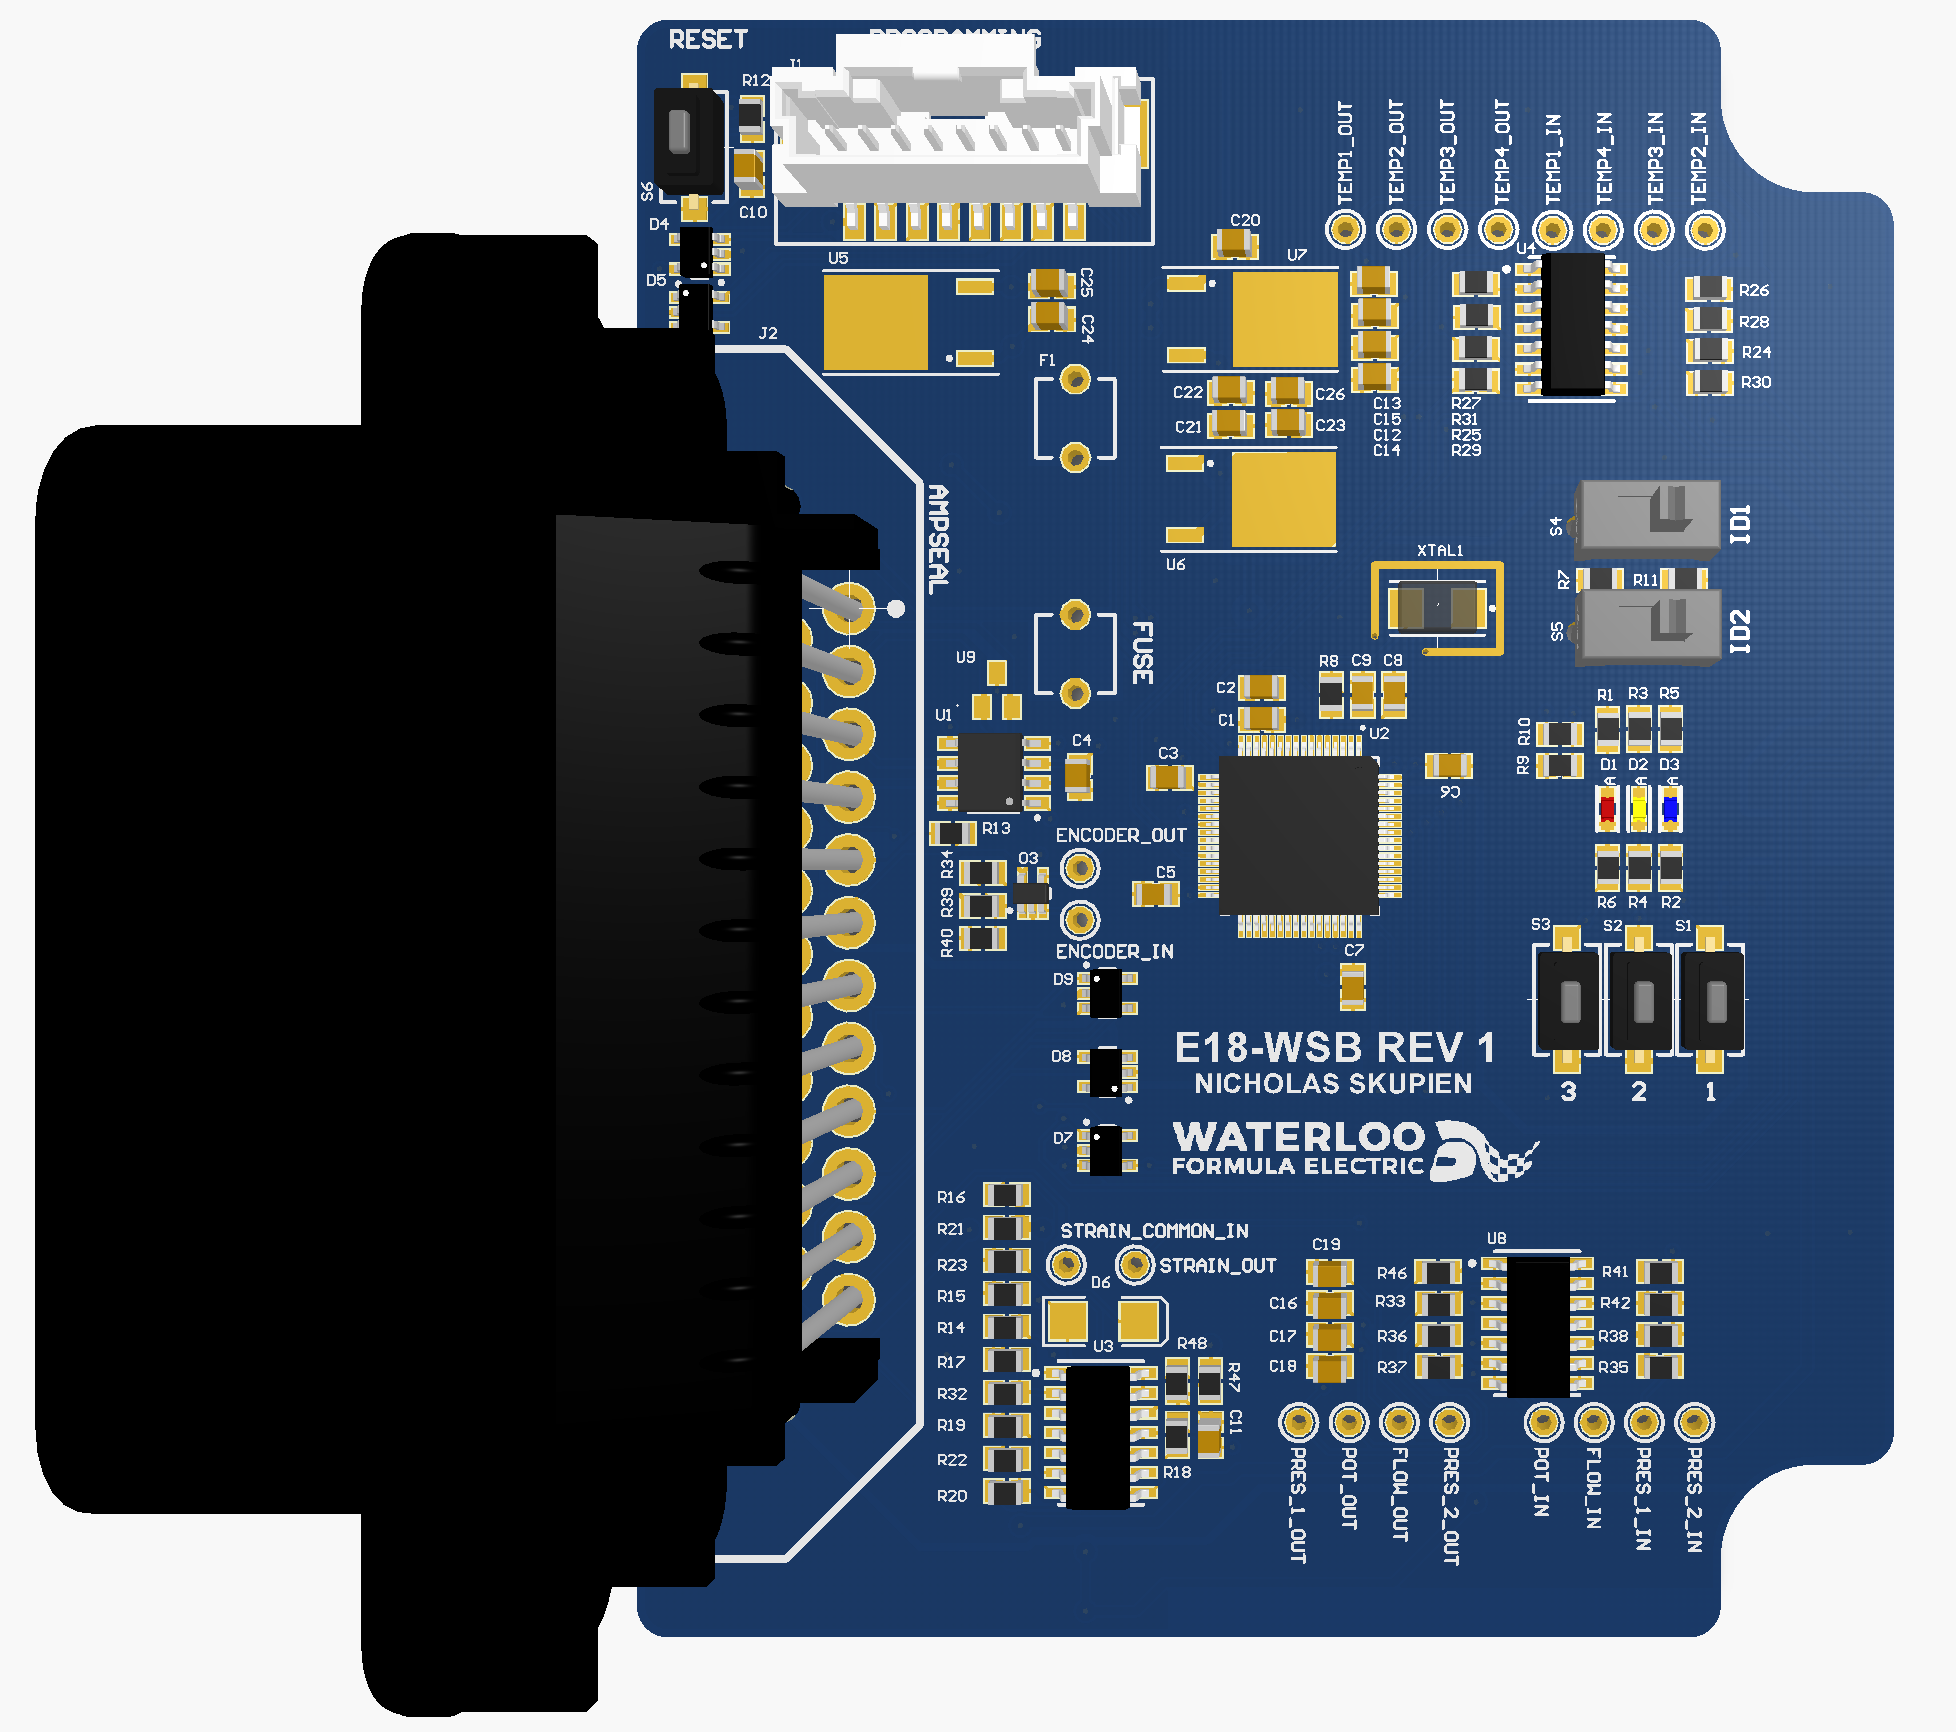 RESET
PROGRAMMING
R12
J1
S6
C10
D4
D5
J2
U5
C25
C24
F1
C20
U7
TEMP1_OUT
TEMP2_OUT
TEMP3_OUT
TEMP4_OUT
TEMP1_IN
TEMP4_IN
TEMP3_IN
TEMP2_IN
U4
R26
R28
R24
R30
C22
C26
C21
C23
C13
C15
C12
C14
R27
R31
R25
R29
U6
AMPSEAL
FUSE
XTAL1
S4
ID1
R7
R11
S5
ID2
U9
U1
C4
C3
C2
C1
R8
C9
C8
U2
C6
R10
R9
R1
R3
R5
D1
D2
D3
A
A
A
R6
R4
R2
R13
ENCODER_OUT
R34
R39
R40
O3
C5
ENCODER_IN
C7
S3
S2
S1
3
2
1
D9
D8
D7
E18-WSB REV 1
NICHOLAS SKUPIEN
WATERLOO
FORMULA ELECTRIC
R16
R21
R23
R15
R14
R17
R32
R19
R22
R20
STRAIN_COMMON_IN
STRAIN_OUT
D6
U3
R48
R47
C11
R18
C19
C16
C17
C18
R46
R33
R36
R37
U8
R41
R42
R38
R35
PRES_1_OUT
POT_OUT
FLOW_OUT
PRES_2_OUT
POT_IN
FLOW_IN
PRES_1_IN
PRES_2_IN